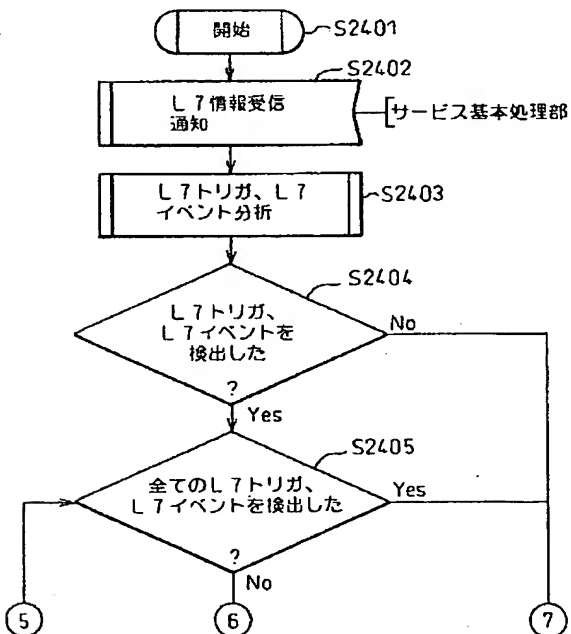 開始
S2401
S2402
L7情報受信
通知
サービス基本処理部
L7トリガ、L7
イベント分析
S2403
S2404
L7トリガ、
L7イベントを
検出した
?
No
Yes
S2405
全てのL7トリガ、
L7イベントを検出した
?
Yes
No
5
6
7